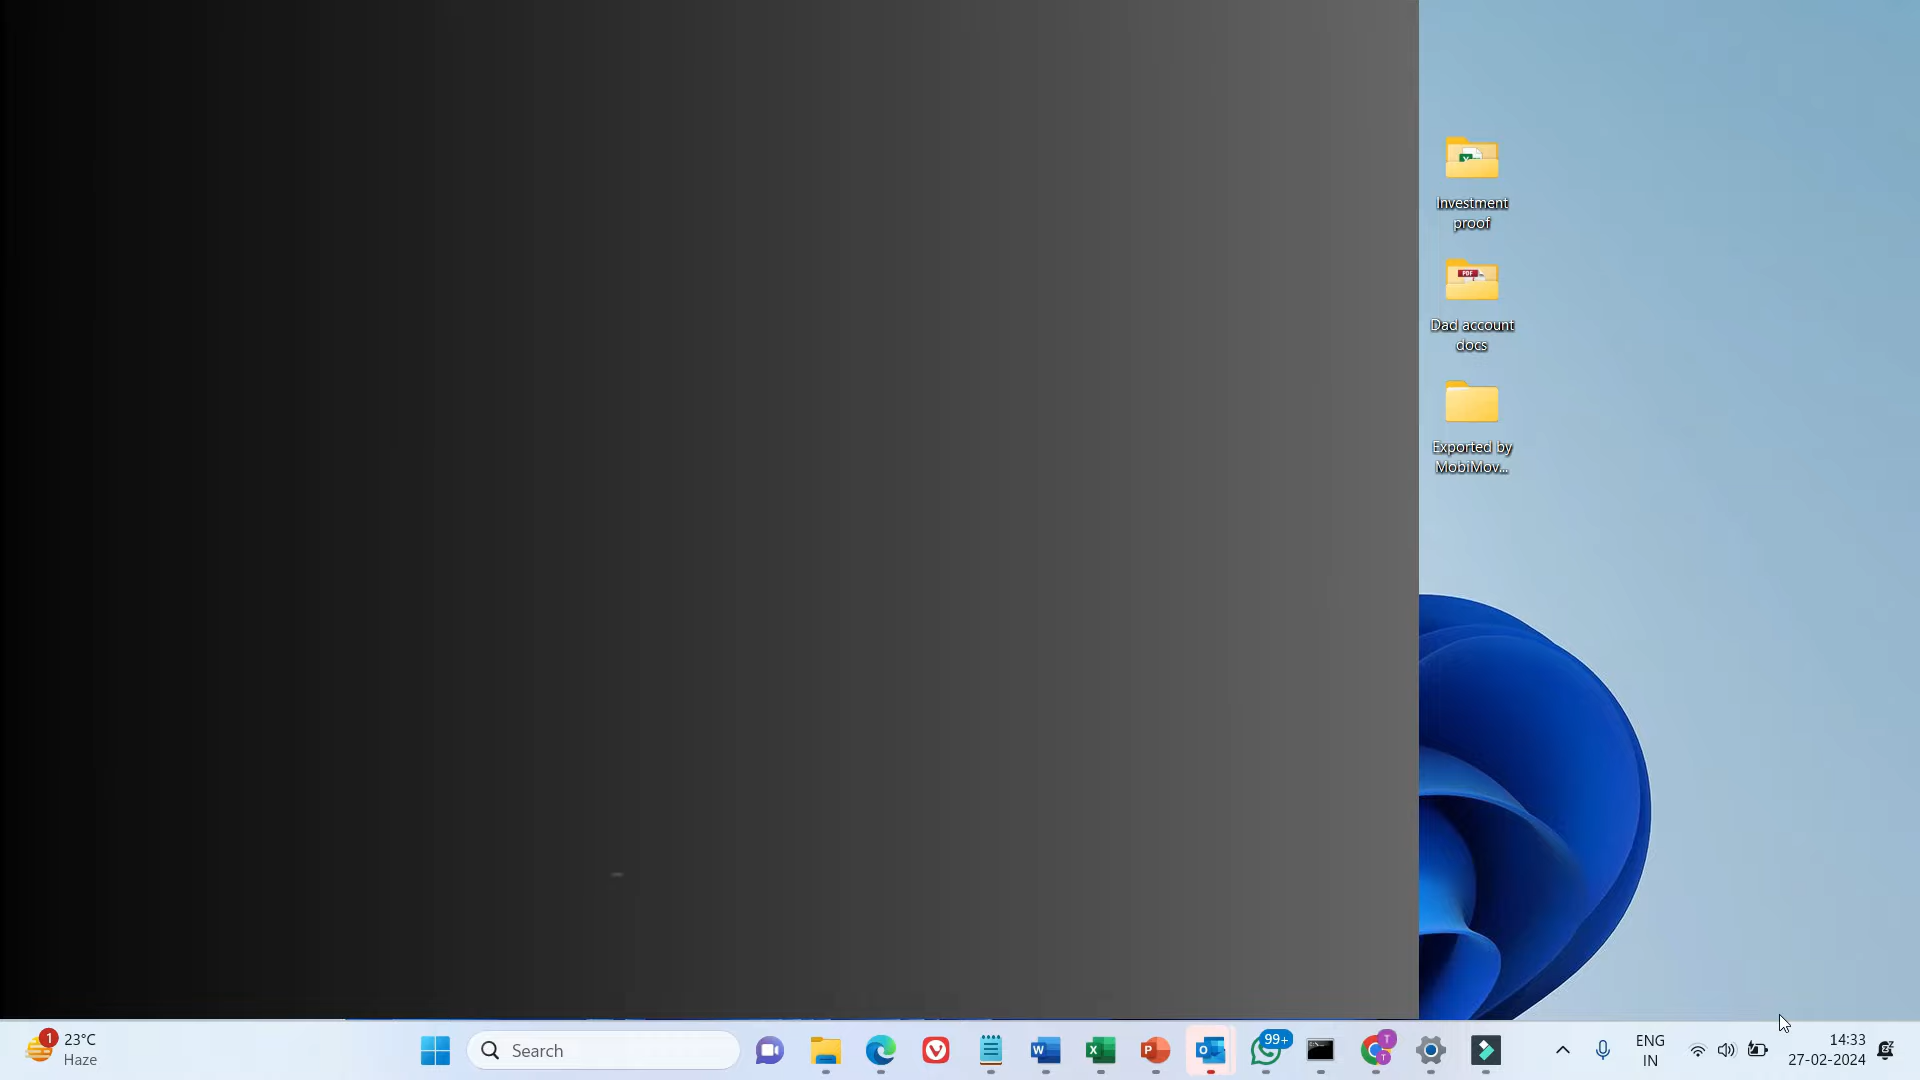 Investment
proof
PDF
Dad account
docs
Exported by
MobiMov...
1
23°C
Haze
Search
99+
T
T
ENG
IN
14:33
27-02-2024